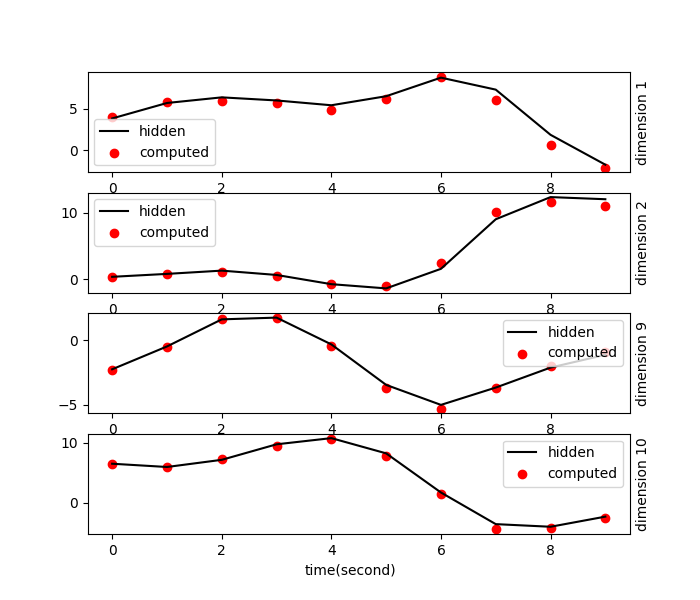 5
0
hidden
computed
dimension 1
0 2 4 6 8
10
0
hidden
computed
dimension 2
0 2 4 6 8
0
−5
hidden
computed
dimension 9
0 2 4 6 8
10
0
hidden
computed
dimension 10
0 2 4 6 8
time(second)